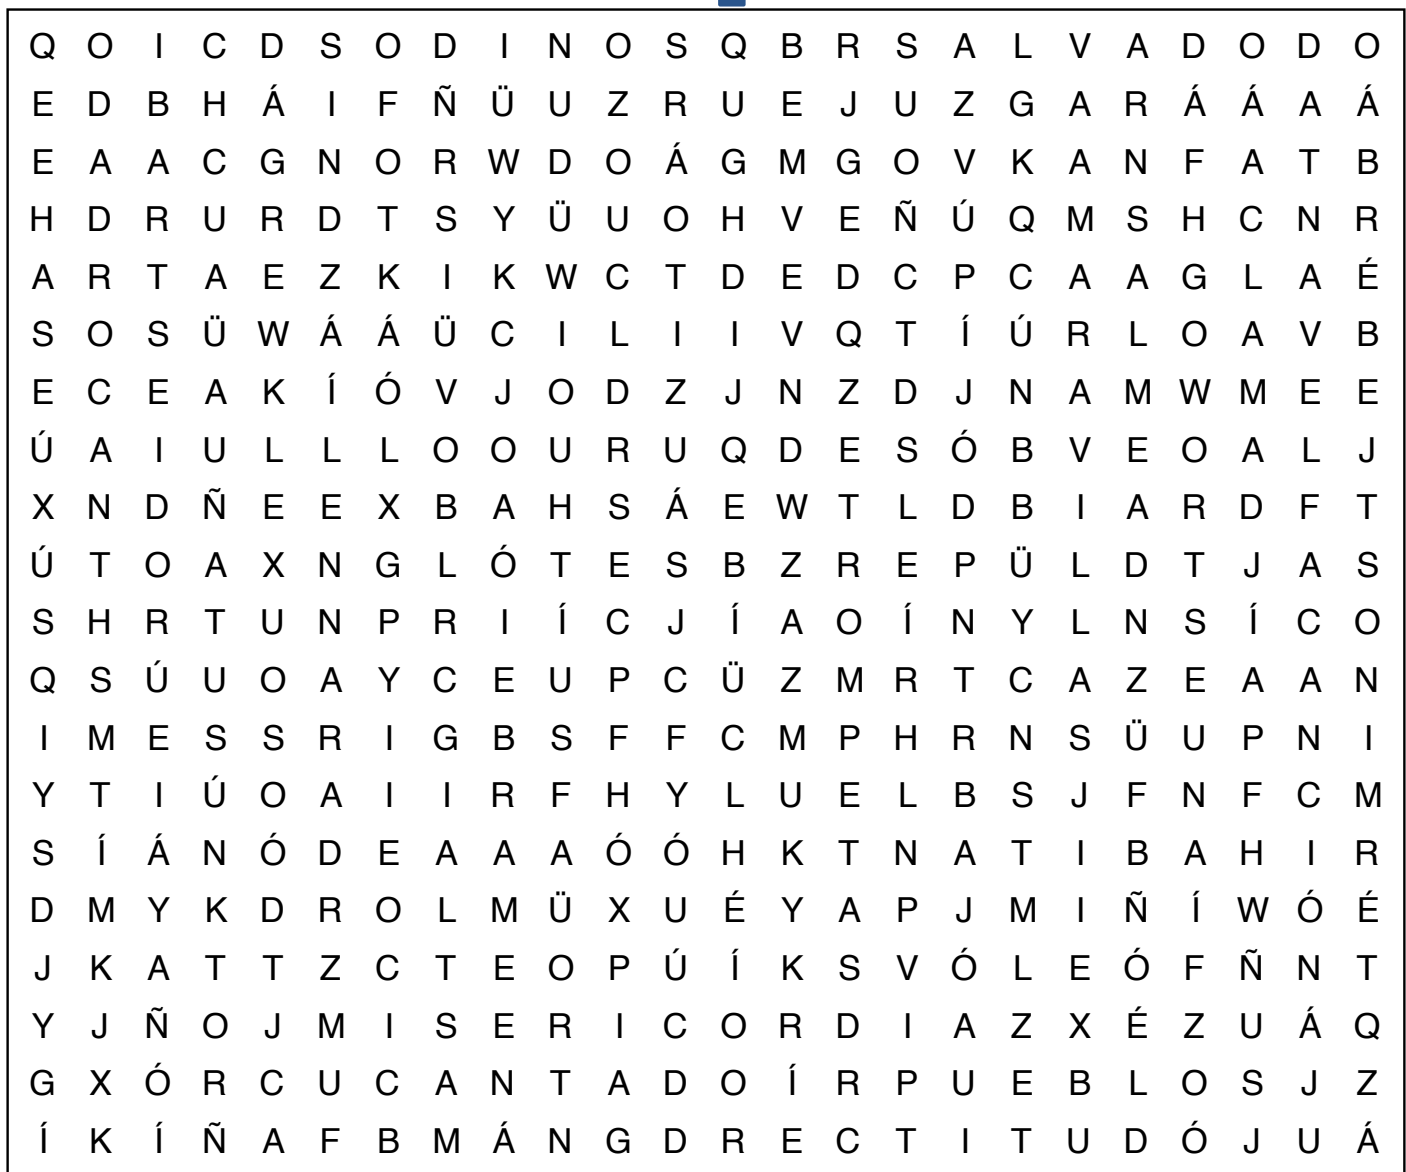 Q O I C D S O D I N O S Q B R S A L V A D O D O
E D B H Á I F Ñ Ü U Z R U E J U Z G A R Á Á A Á
E A A C G N O R W D O Á G M G O V K A N F A T B
H D R U R D T S Y Ü U O H V E Ñ Ú Q M S H C N R
A R T A E Z K I K W C T D E D C P C A A G L A É
S O S Ü W Á Á Ü C I L I I V Q T Í Ú R L O A V B
E C E A K Í Ó V J O D Z J N Z D J N A M W M E E
Ú A I U L L L O O U R U Q D E S Ó B V E O A L J
X N D Ñ E E X B A H S Á E W T L D B I A R D F T
Ú T O A X N G L Ó T E S B Z R E P Ü L D T J A S
S H R T U N P R I Í C J Í A O Í N Y L N S Í C O
Q S Ú U O A Y C E U P C Ü Z M R T C A Z E A A N
I M E S S R I G B S F F C M P H R N S Ü U P N I
Y T I Ú O A I I R F H Y L U E L B S J F N F C M
S Í Á N Ó D E A A A Ó Ó H K T N A T I B A H I R
D M Y K D R O L M Ü X U É Y A P J M I Ñ Í W Ó É
J K A T T Z C T E O P Ú Í K S V Ó L E Ó F Ñ N T
Y J Ñ O J M I S E R I C O R D I A Z X É Z U Á Q
G X Ó R C U C A N T A D O Í R P U E B L O S J Z
Í K Í Ñ A F B M Á N G D R E C T I T U D Ó J U Á